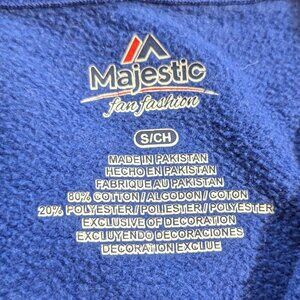 Majestic
fan fashion
S/CH
MADE IN PAKISTAN
HECHO EN PAKISTAN
FABRIQUE AU PAKISTAN
80% COTTON / ALGODON / COTON
20% POLYESTER / POLIESTER / POLYESTER
EXCLUSIVE OF DECORATION
EXCLUYENDO DECORACIONES
DECORATION EXCLUE